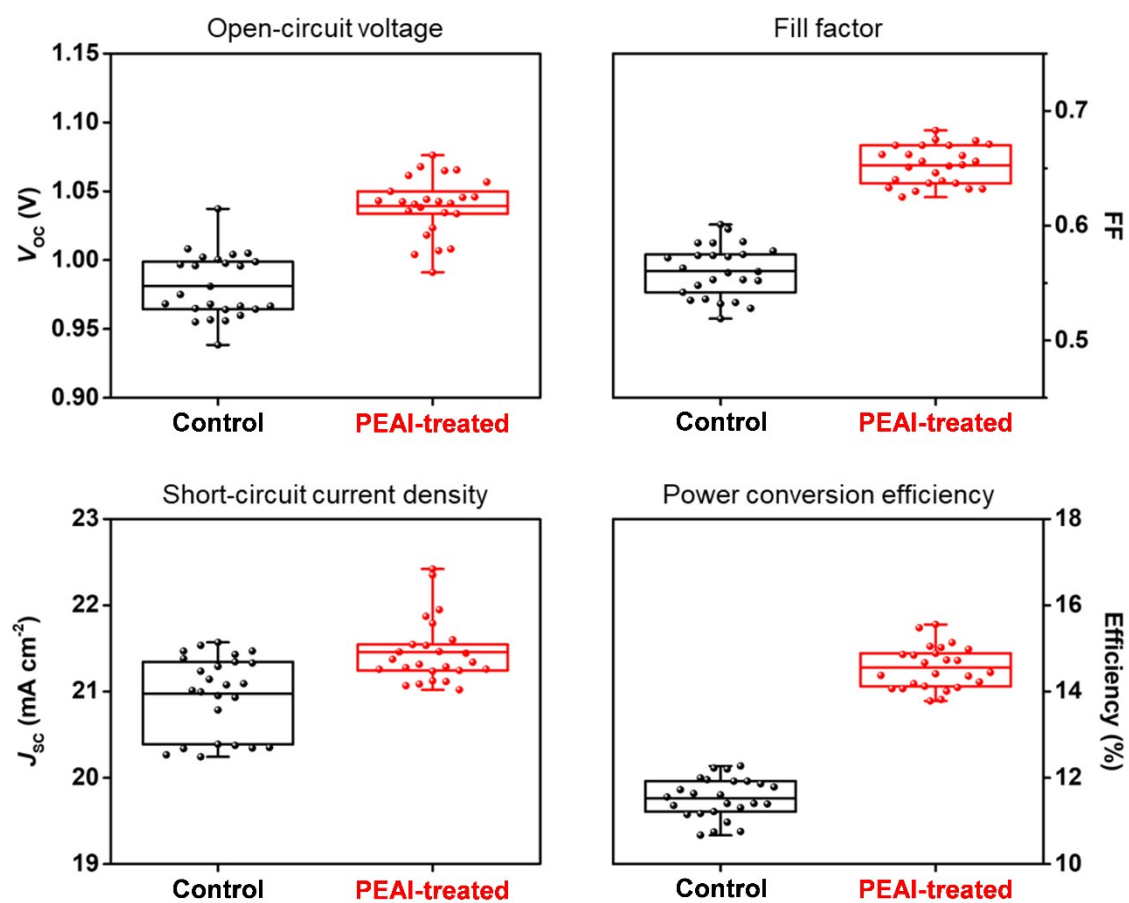 Open-circuit voltage
V_OC (V)
1.15
1.10
1.05
1.00
0.95
0.90
Control
PEAI-treated
Fill factor
0.7
0.6
0.5
FF
Control
PEAI-treated
Short-circuit current density
J_SC (mA cm⁻²)
23
22
21
20
19
Control
PEAI-treated
Power conversion efficiency
18
16
14
12
10
Efficiency (%)
Control
PEAI-treated